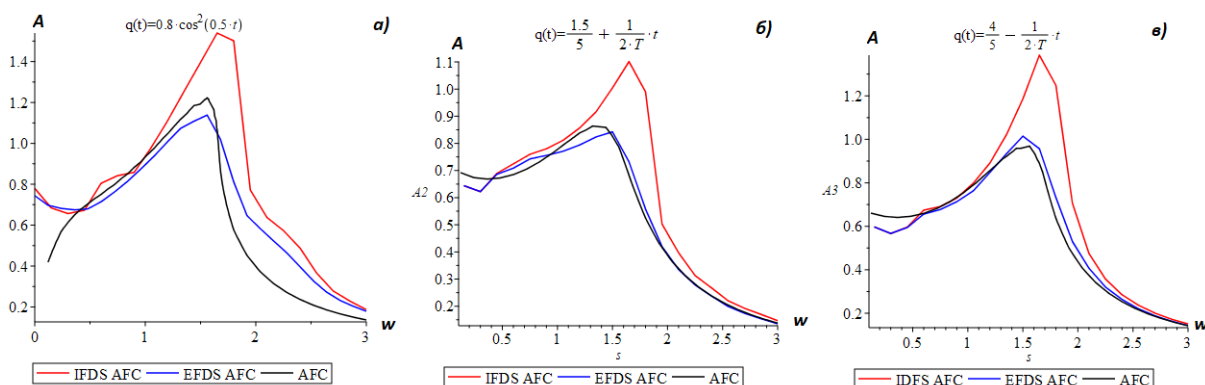 A
q(t)=0.8·cos²(0.5·t)
а)
1.4
1.2
1.0
0.8
0.6
0.4
0.2
0
1
2
3
w
IFDS AFC
EFDS AFC
AFC
A
q(t)=1.5/5 + 1/(2·T)·t
б)
1.1
1.0
0.9
0.8
0.7
A2
0.6
0.5
0.4
0.3
0.2
0.5
1
1.5
2
2.5
3
w
s
IFDS AFC
EFDS AFC
AFC
A
q(t)=4/5 − 1/(2·T)·t
в)
1.2
1.0
0.8
A3
0.6
0.4
0.2
0.5
1
1.5
2
2.5
3
w
s
IDFS AFC
EFDS AFC
AFC